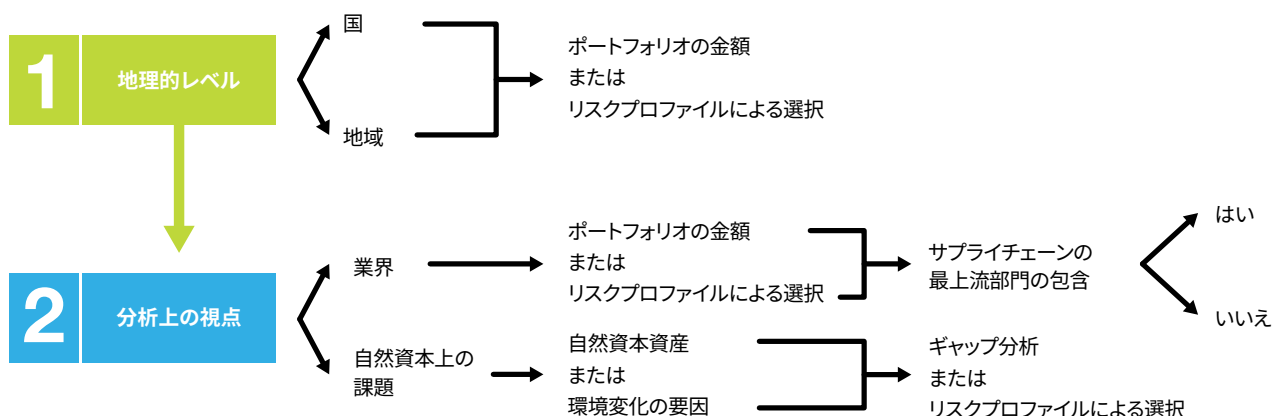 1
地理的レベル
国
地域
ポートフォリオの金額
または
リスクプロファイルによる選択
2
分析上の視点
業界
ポートフォリオの金額
または
リスクプロファイルによる選択
サプライチェーンの
最上流部門の包含
はい
いいえ
自然資本上の
課題
自然資本資産
または
環境変化の要因
ギャップ分析
または
リスクプロファイルによる選択